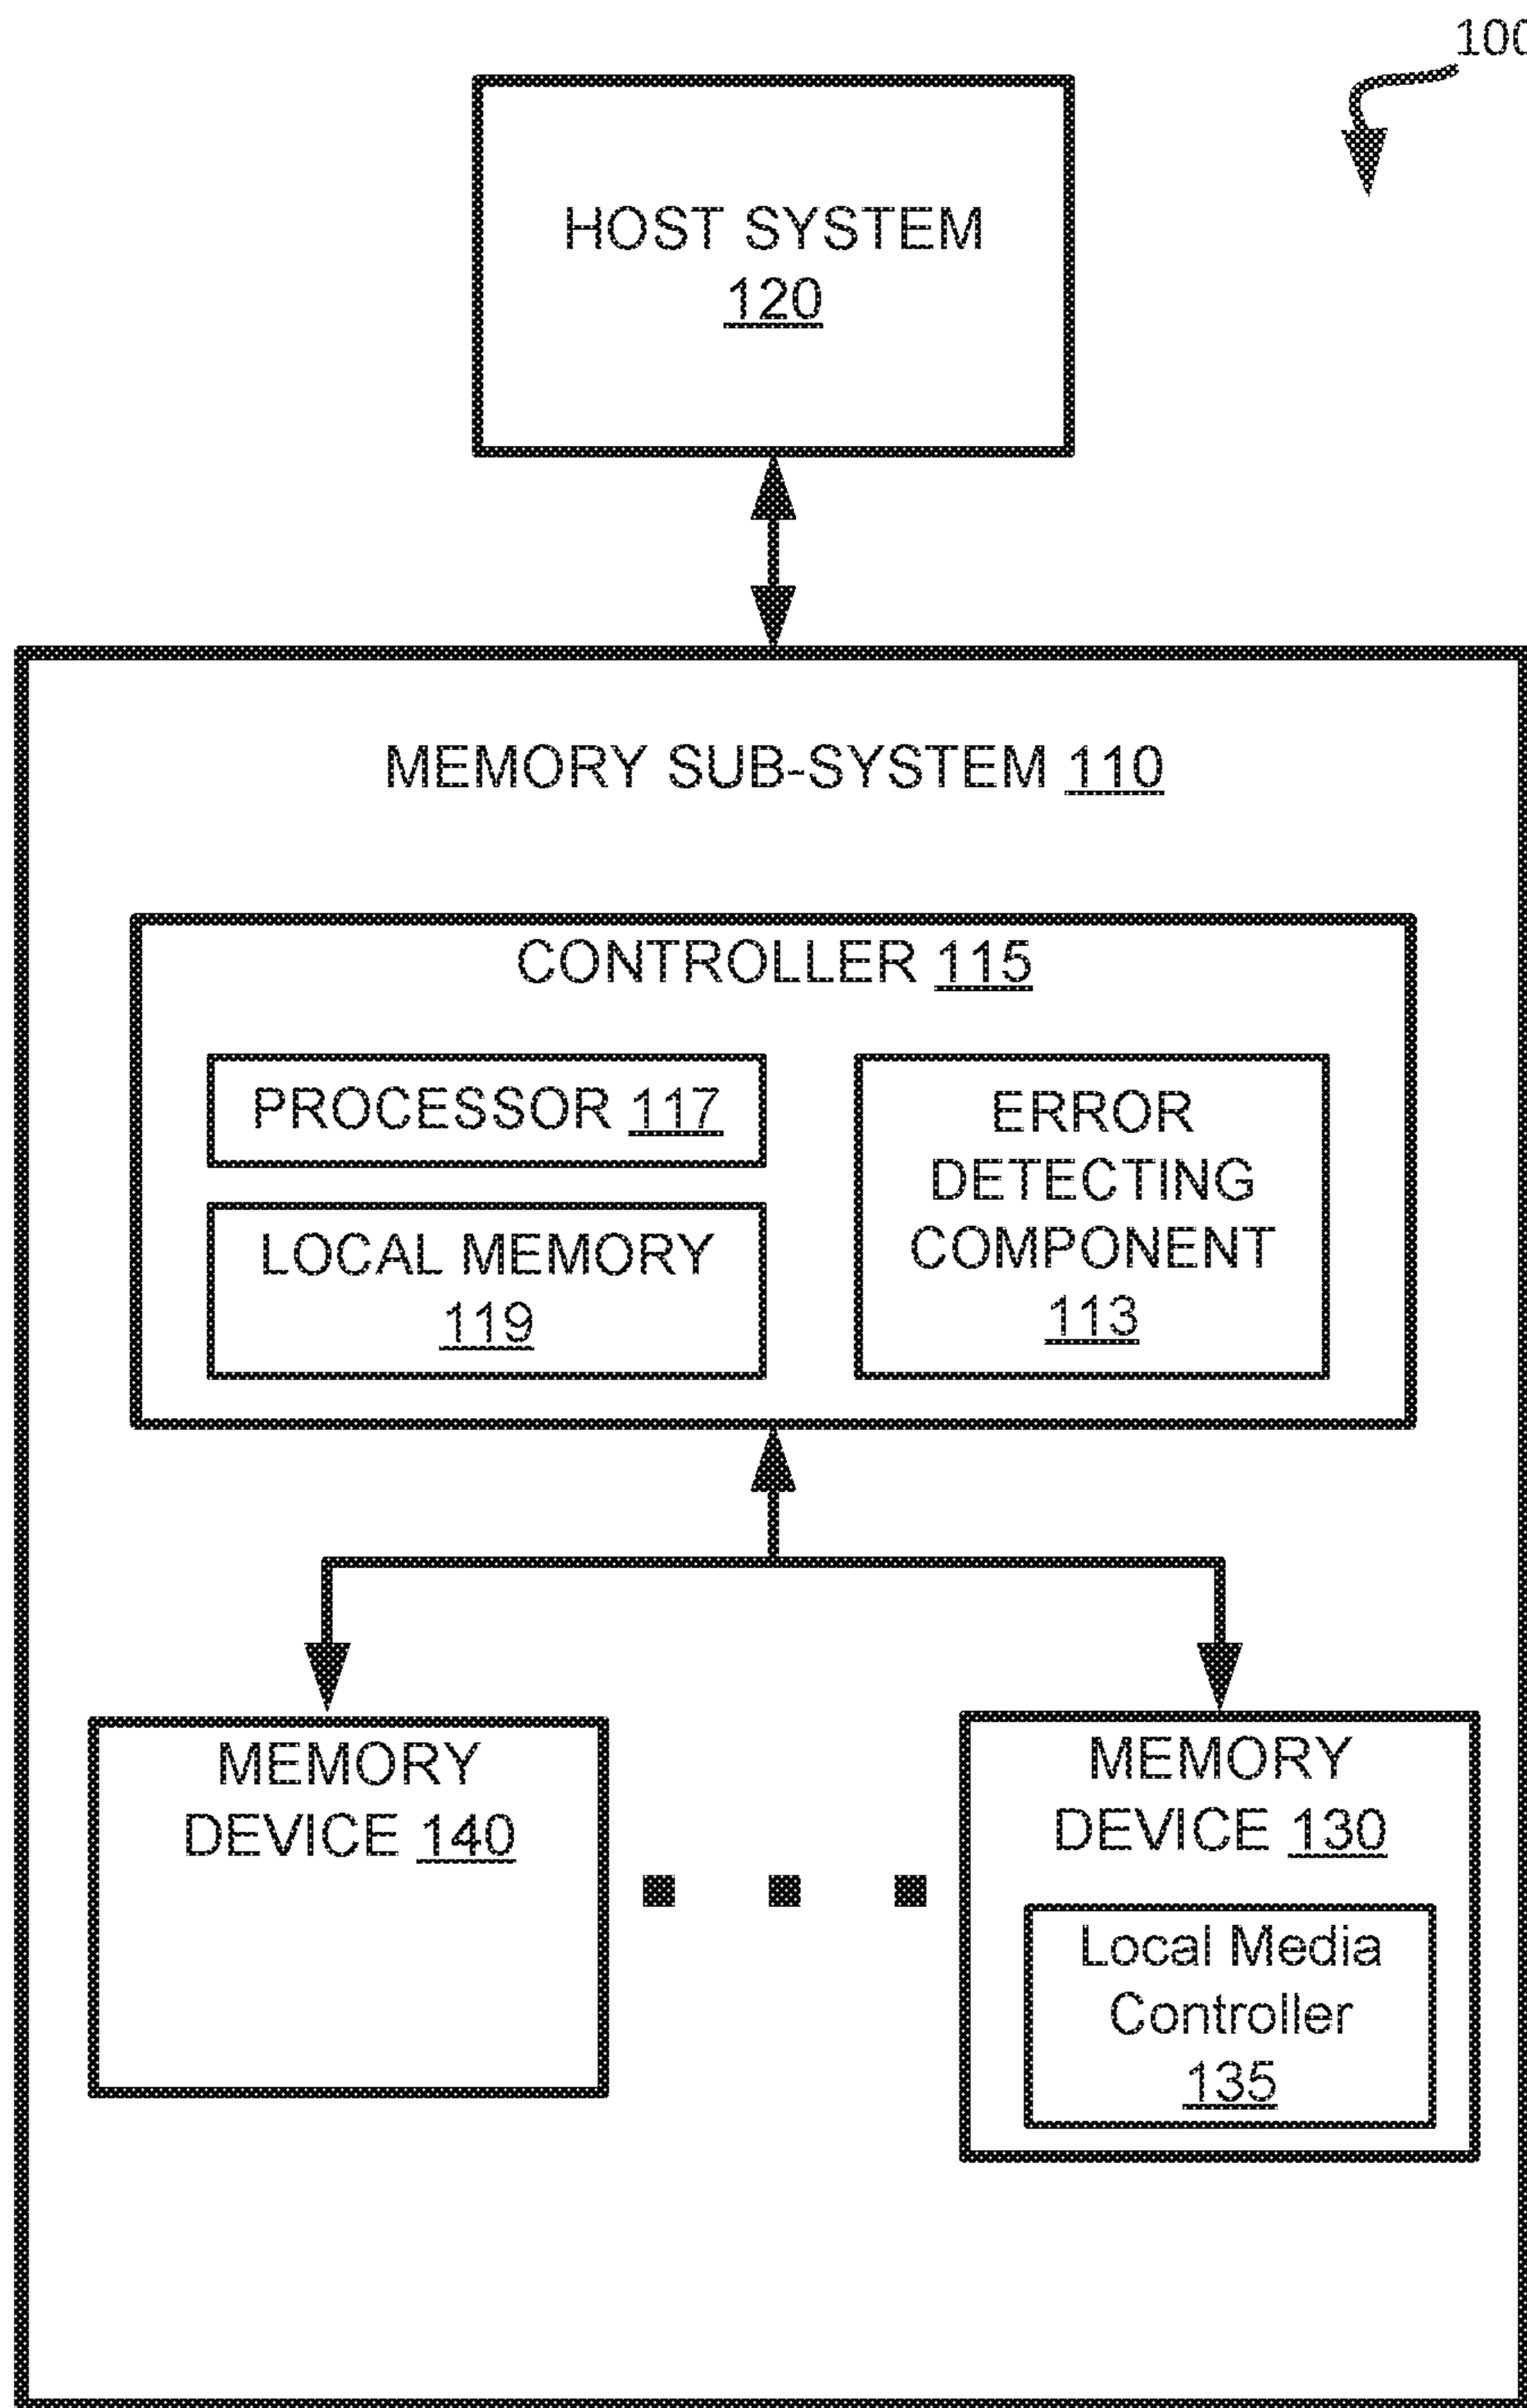 100
HOST SYSTEM
120
MEMORY SUB-SYSTEM 110
CONTROLLER 115
PROCESSOR 117
LOCAL MEMORY
119
ERROR
DETECTING
COMPONENT
113
MEMORY
DEVICE 140
MEMORY
DEVICE 130
Local Media
Controller
135